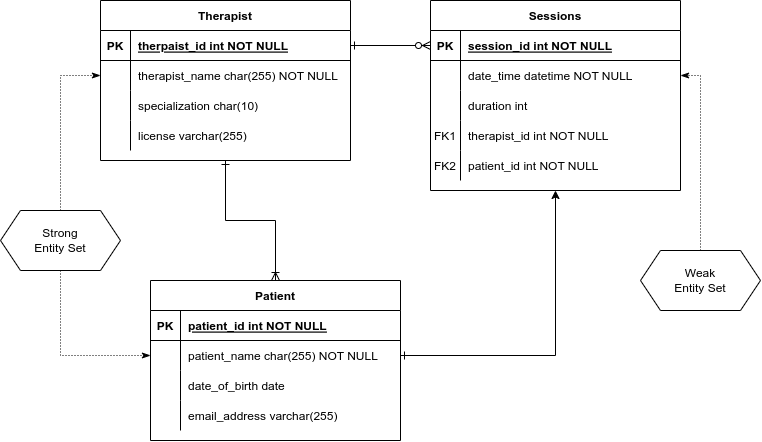 Therapist
PK therpaist_id int NOT NULL
therapist_name char(255) NOT NULL
specialization char(10)
license varchar(255)
Sessions
PK session_id int NOT NULL
date_time datetime NOT NULL
duration int
FK1 therapist_id int NOT NULL
FK2 patient_id int NOT NULL
Strong
Entity Set
Weak
Entity Set
Patient
PK patient_id int NOT NULL
patient_name char(255) NOT NULL
date_of_birth date
email_address varchar(255)